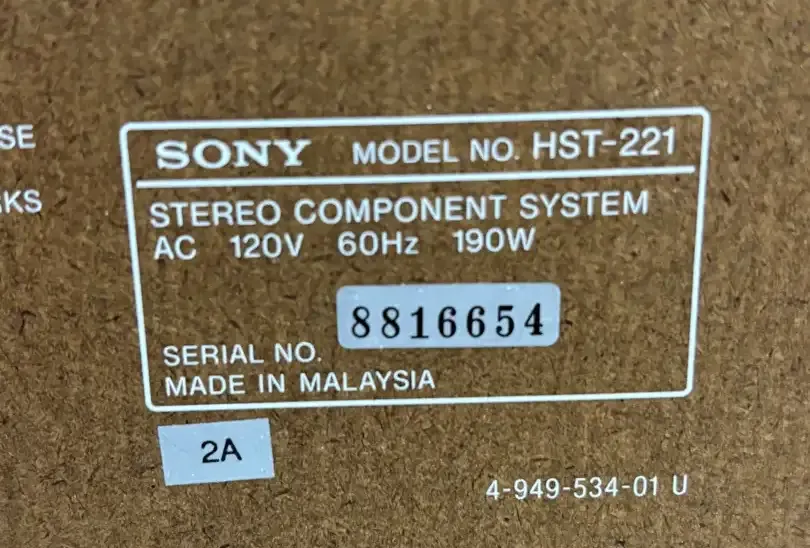 SE
KS
SONY MODEL NO. HST-221
STEREO COMPONENT SYSTEM
AC 120V 60Hz 190W
8816654
SERIAL NO.
MADE IN MALAYSIA
2A
4-949-534-01 U